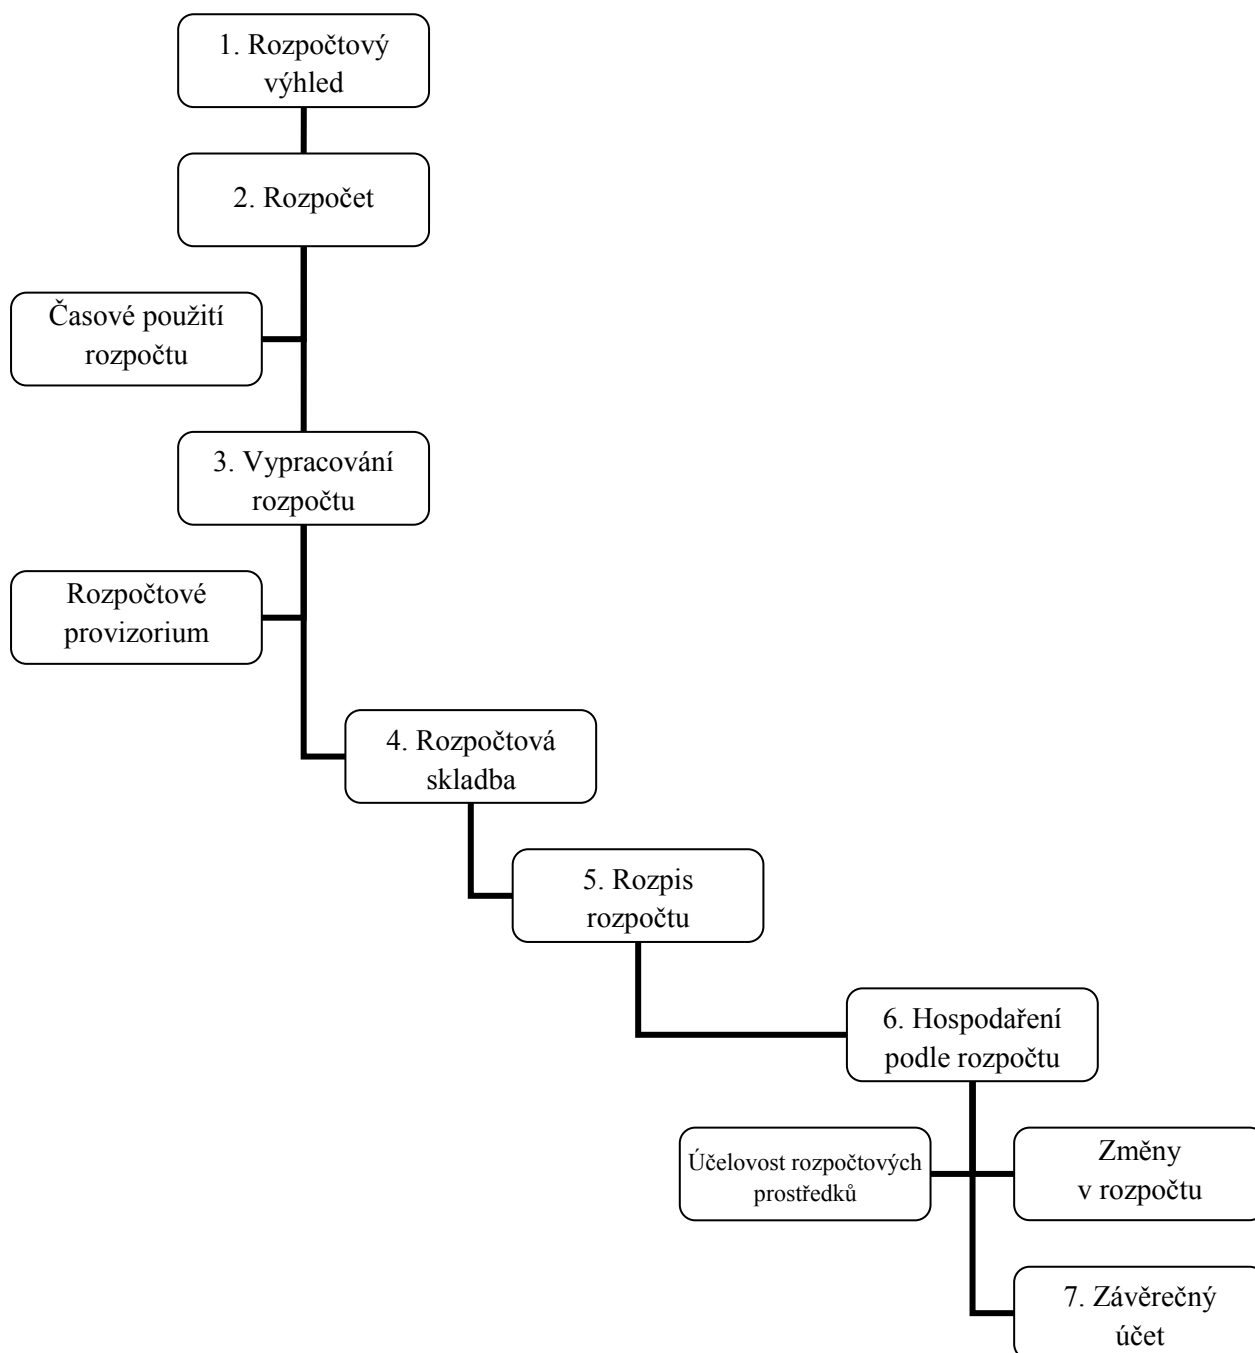 1. Rozpočtový
výhled
2. Rozpočet
Časové použití
rozpočtu
3. Vypracování
rozpočtu
Rozpočtové
provizorium
4. Rozpočtová
skladba
5. Rozpis
rozpočtu
6. Hospodaření
podle rozpočtu
Účelovost rozpočtových
prostředků
Změny
v rozpočtu
7. Závěrečný
účet